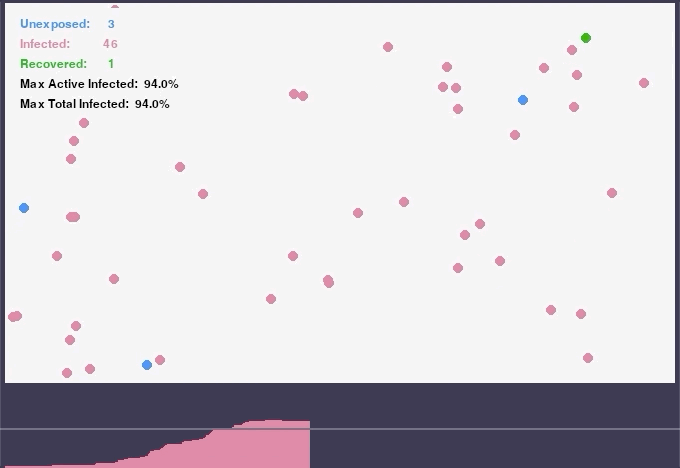 Unexposed: 3
Infected: 46
Recovered: 1
Max Active Infected: 94.0%
Max Total Infected: 94.0%